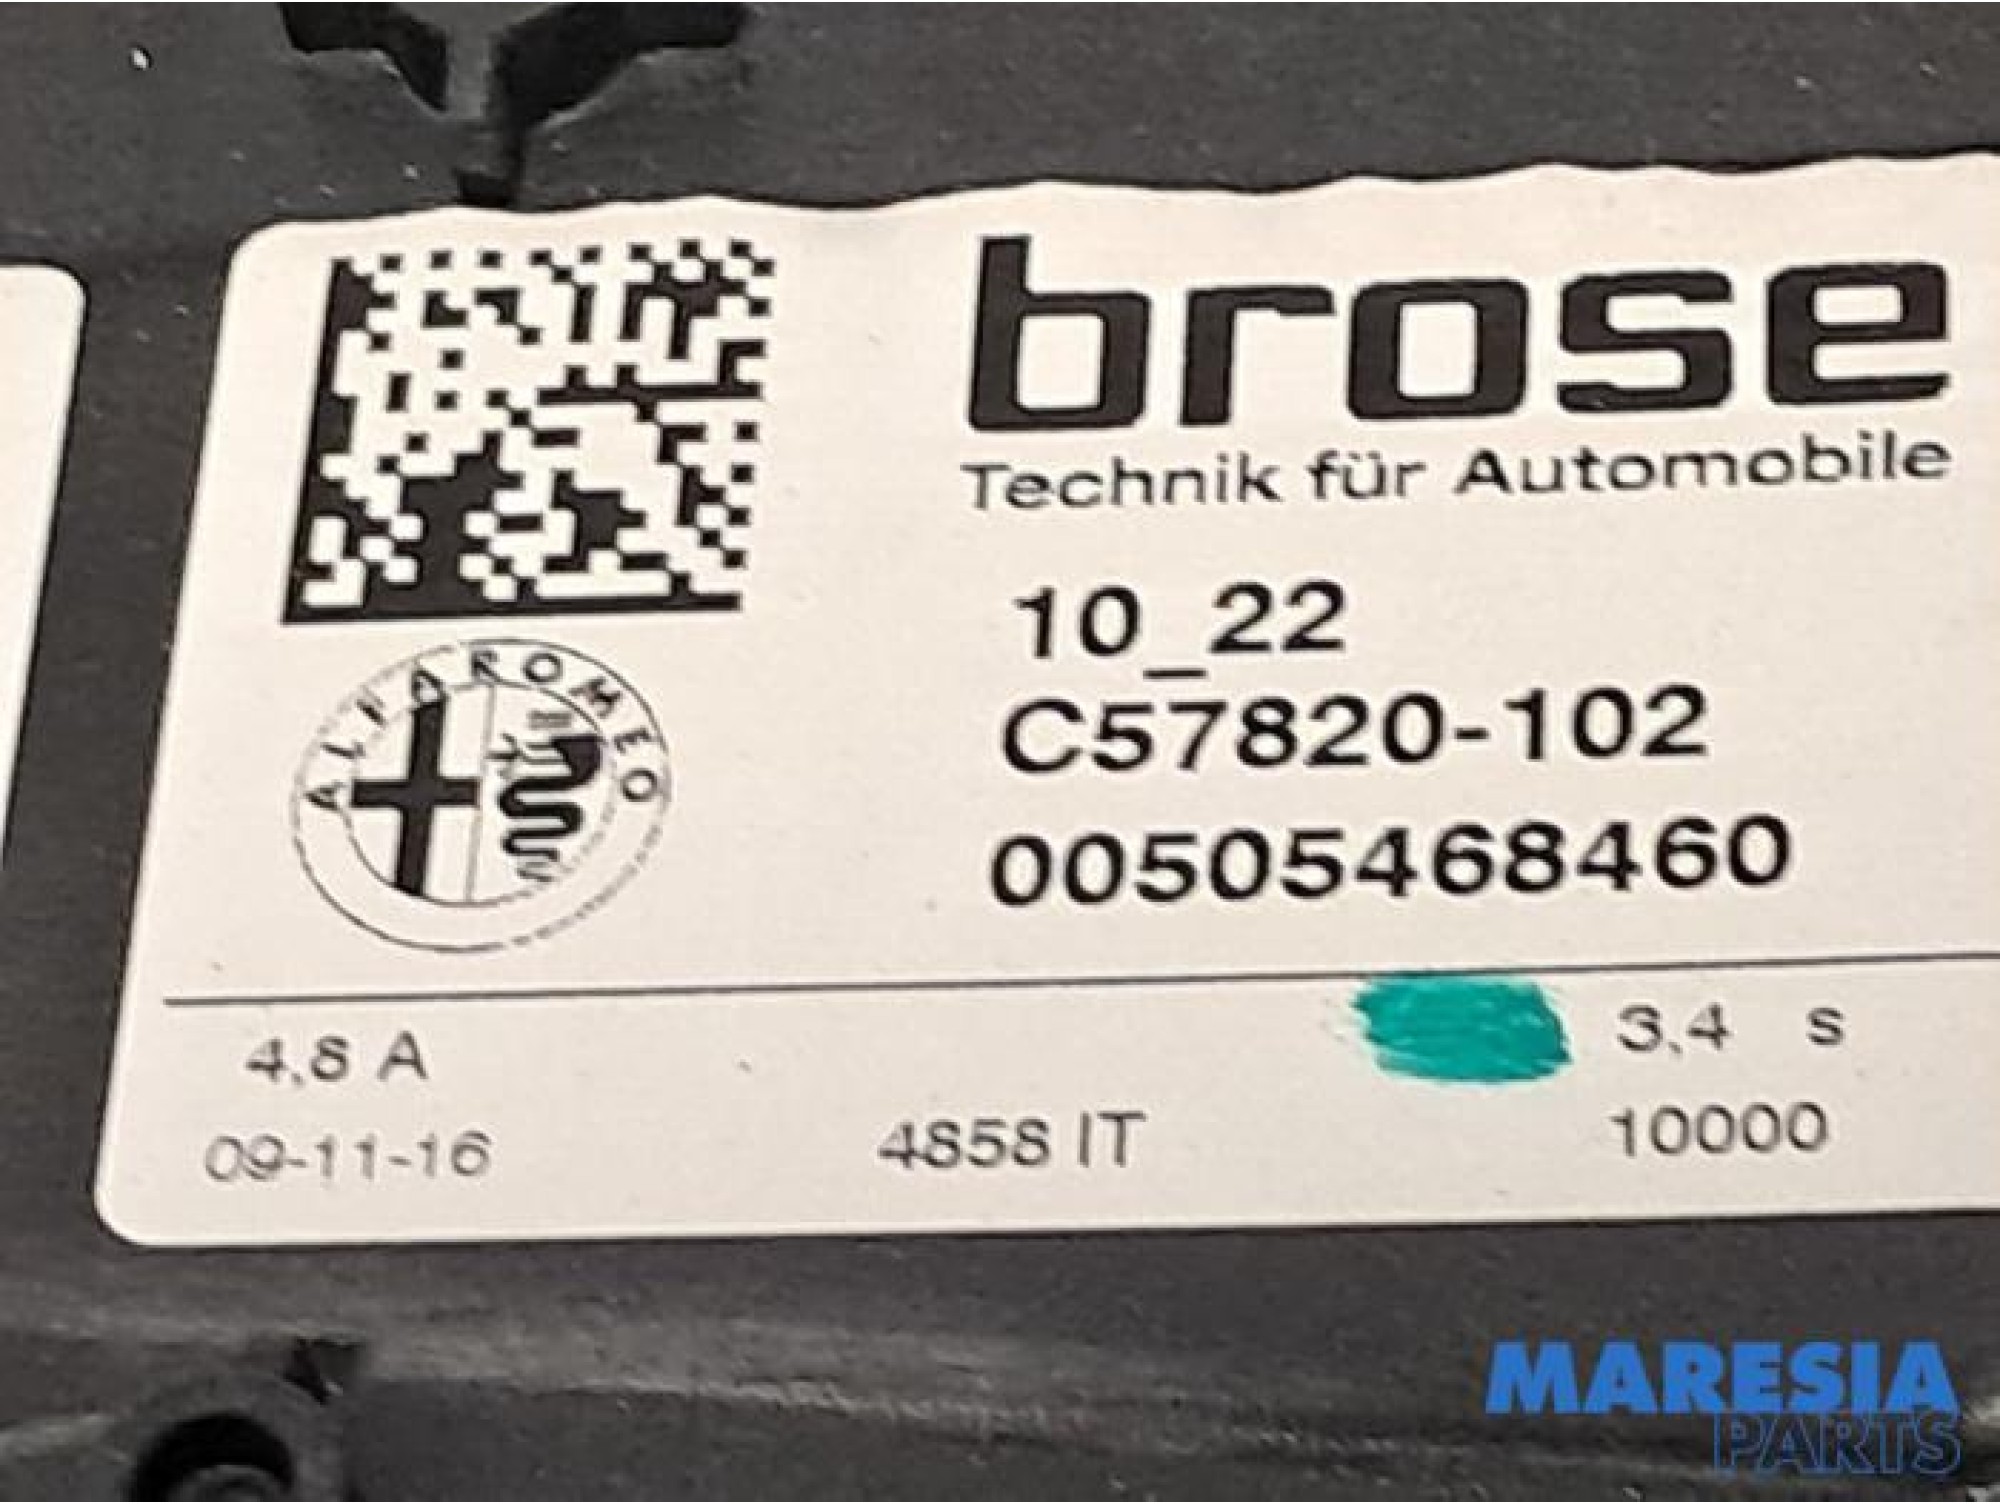 brose
Technik für Automobile
10_22
C57820-102
00505468460
ALFA ROMEO
4,8 A
3,4 s
09-11-16
4858 IT
10000
MARESIA
PARTS